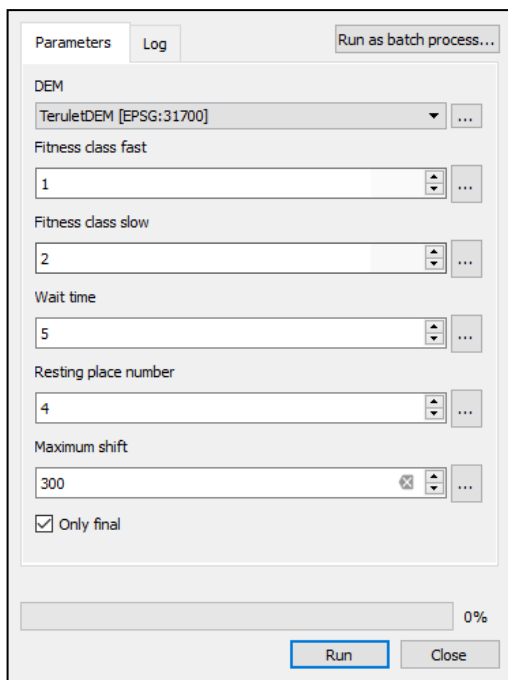 Parameters
Log
Run as batch process...
DEM
TeruletDEM [EPSG:31700]
...
Fitness class fast
1
...
Fitness class slow
2
...
Wait time
5
...
Resting place number
4
...
Maximum shift
300
...
Only final
0%
Run
Close